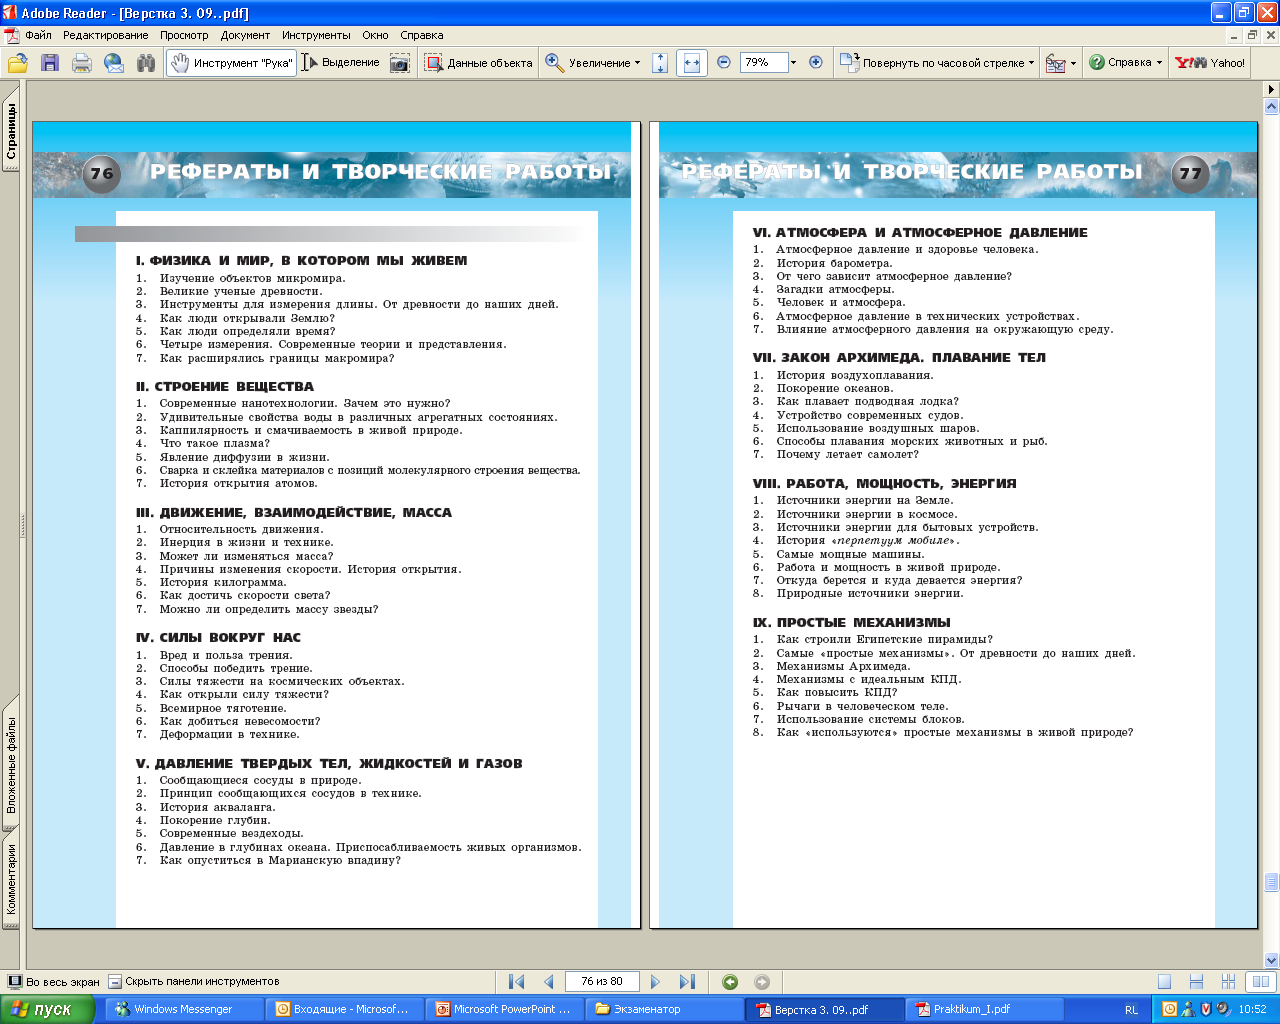 Adobe Reader - [Верстка 3. 09..pdf]
Файл Редактирование Просмотр Документ Инструменты Окно Справка
Инструмент "Рука" Выделение Данные объекта Увеличение 79% Повернуть по часовой стрелке Справка Y! Yahoo!
Страницы
Вложенные файлы
Комментарии
76 РЕФЕРАТЫ И ТВОРЧЕСКИЕ РАБОТЫ
I. ФИЗИКА И МИР, В КОТОРОМ МЫ ЖИВЕМ
1. Изучение объектов микромира.
2. Великие ученые древности.
3. Инструменты для измерения длины. От древности до наших дней.
4. Как люди открывали Землю?
5. Как люди определяли время?
6. Четыре измерения. Современные теории и представления.
7. Как расширялись границы макромира?
II. СТРОЕНИЕ ВЕЩЕСТВА
1. Современные нанотехнологии. Зачем это нужно?
2. Удивительные свойства воды в различных агрегатных состояниях.
3. Капиллярность и смачиваемость в живой природе.
4. Что такое плазма?
5. Явление диффузии в жизни.
6. Сварка и склейка материалов с позиций молекулярного строения вещества.
7. История открытия атомов.
III. ДВИЖЕНИЕ, ВЗАИМОДЕЙСТВИЕ, МАССА
1. Относительность движения.
2. Инерция в жизни и технике.
3. Может ли изменяться масса?
4. Причины изменения скорости. История открытия.
5. История килограмма.
6. Как достичь скорости света?
7. Можно ли определить массу звезды?
IV. СИЛЫ ВОКРУГ НАС
1. Вред и польза трения.
2. Способы победить трение.
3. Силы тяжести на космических объектах.
4. Как открыли силу тяжести?
5. Всемирное тяготение.
6. Как добиться невесомости?
7. Деформации в технике.
V. ДАВЛЕНИЕ ТВЕРДЫХ ТЕЛ, ЖИДКОСТЕЙ И ГАЗОВ
1. Сообщающиеся сосуды в природе.
2. Принцип сообщающихся сосудов в технике.
3. История акваланга.
4. Покорение глубин.
5. Современные вездеходы.
6. Давление в глубинах океана. Приспосабливаемость живых организмов.
7. Как опуститься в Марианскую впадину?
РЕФЕРАТЫ И ТВОРЧЕСКИЕ РАБОТЫ 77
VI. АТМОСФЕРА И АТМОСФЕРНОЕ ДАВЛЕНИЕ
1. Атмосферное давление и здоровье человека.
2. История барометра.
3. От чего зависит атмосферное давление?
4. Загадки атмосферы.
5. Человек и атмосфера.
6. Атмосферное давление в технических устройствах.
7. Влияние атмосферного давления на окружающую среду.
VII. ЗАКОН АРХИМЕДА. ПЛАВАНИЕ ТЕЛ
1. История воздухоплавания.
2. Покорение океанов.
3. Как плавает подводная лодка?
4. Устройство современных судов.
5. Использование воздушных шаров.
6. Способы плавания морских животных и рыб.
7. Почему летает самолет?
VIII. РАБОТА, МОЩНОСТЬ, ЭНЕРГИЯ
1. Источники энергии на Земле.
2. Источники энергии в космосе.
3. Источники энергии для бытовых устройств.
4. История «перпетуум мобиле».
5. Самые мощные машины.
6. Работа и мощность в живой природе.
7. Откуда берется и куда девается энергия?
8. Природные источники энергии.
IX. ПРОСТЫЕ МЕХАНИЗМЫ
1. Как строили Египетские пирамиды?
2. Самые «простые механизмы». От древности до наших дней.
3. Механизмы Архимеда.
4. Механизмы с идеальным КПД.
5. Как повысить КПД?
6. Рычаги в человеческом теле.
7. Использование системы блоков.
8. Как «используются» простые механизмы в живой природе?
Во весь экран Скрыть панели инструментов 76 из 80
пуск Windows Messenger Входящие - Microsof... Microsoft PowerPoint ... Экзаменатор Верстка 3. 09..pdf Praktikum_I.pdf RL 10:52